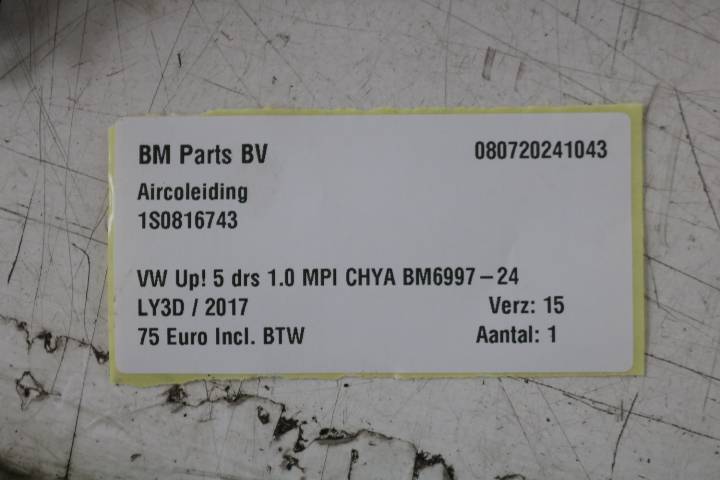 BM Parts BV 080720241043
Aircoleiding
1S0816743
VW Up! 5 drs 1.0 MPI CHYA BM6997-24
LY3D / 2017 Verz: 15
75 Euro Incl. BTW Aantal: 1